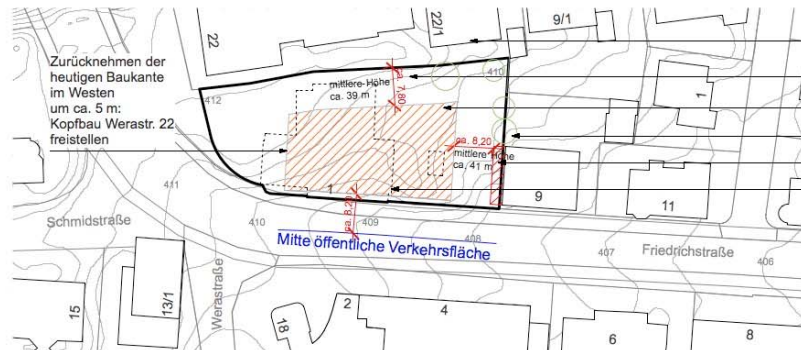 22
22/1
9/1
Zurücknehmen der
heutigen Baukante
im Westen
um ca. 5 m:
Kopfbau Werastr. 22
freistellen
412
410
mittlere Höhe
ca. 39 m
ca. 7,80
1
ca. 8,20
mittlere Höhe
ca. 41 m
411
1
9
11
Schmidstraße
410
ca. 8,20
409
408
Mitte öffentliche Verkehrsfläche
407
Friedrichstraße
406
Werastraße
13/1
15
18
2
4
6
8